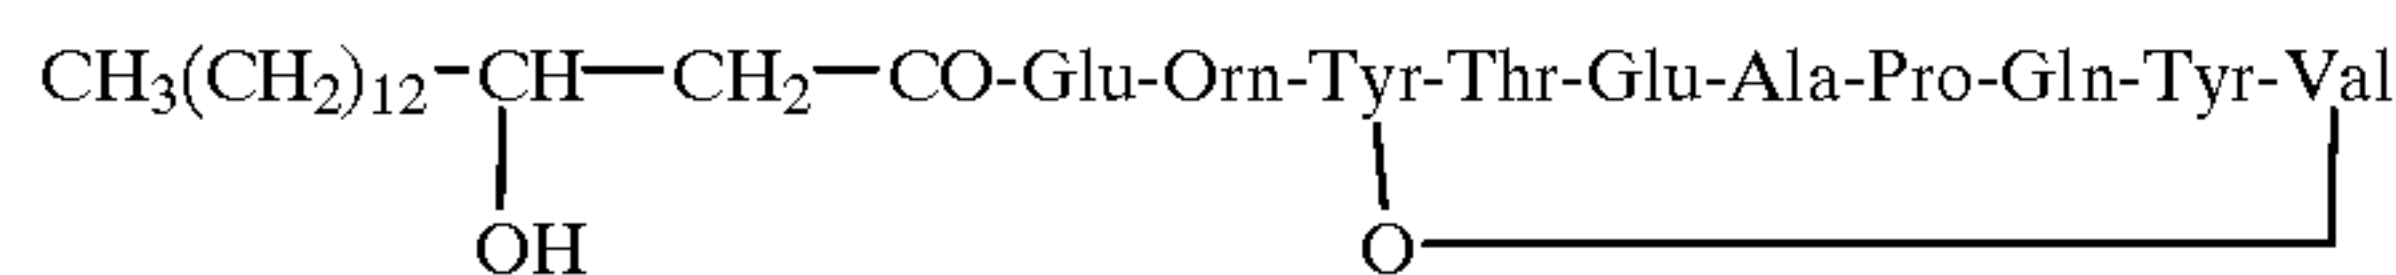 CH₃(CH₂)₁₂-CH—CH₂—CO-Glu-Orn-Tyr-Thr-Glu-Ala-Pro-Gln-Tyr-Val
OH O